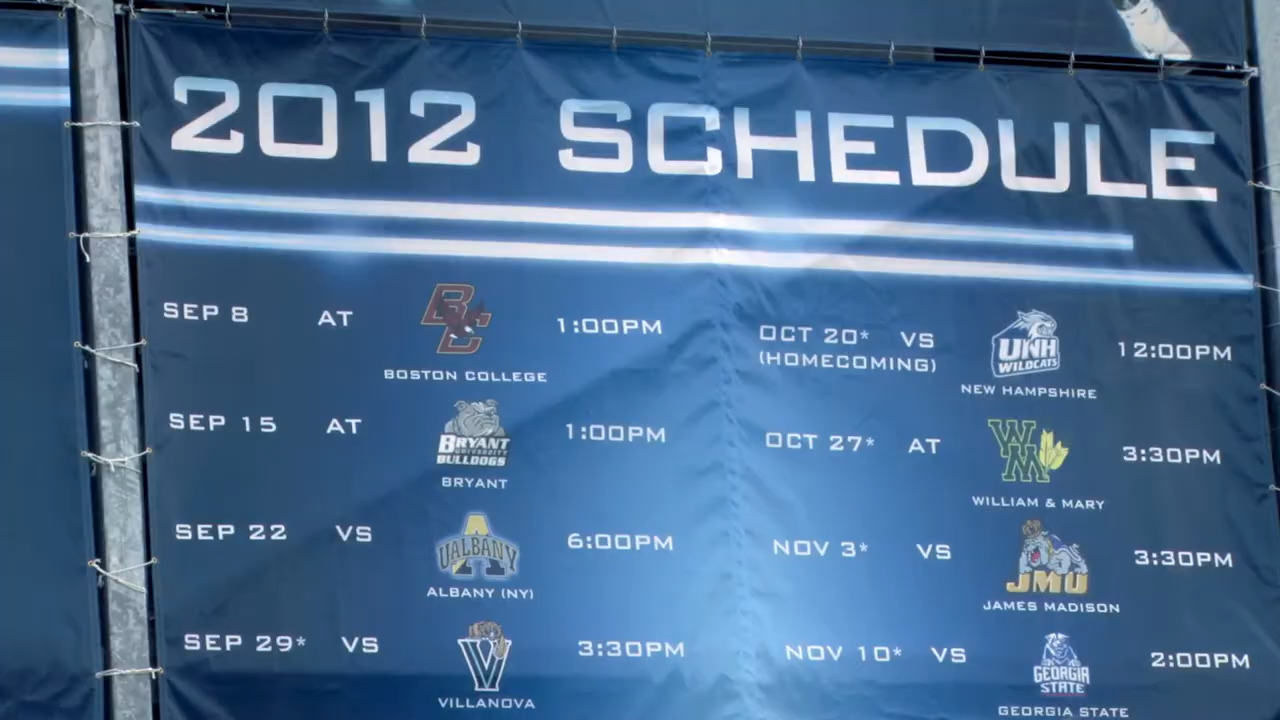 2012 SCHEDULE
SEP 8 AT BC 1:00PM
BOSTON COLLEGE
SEP 15 AT BRYANT UNIVERSITY BULLDOGS 1:00PM
BRYANT
SEP 22 VS UALBANY 6:00PM
ALBANY (NY)
SEP 29* VS V 3:30PM
VILLANOVA
OCT 20* VS UNH WILDCATS 12:00PM
(HOMECOMING)
NEW HAMPSHIRE
OCT 27* AT WM 3:30PM
WILLIAM & MARY
NOV 3* VS JMU 3:30PM
JAMES MADISON
NOV 10* VS GEORGIA STATE 2:00PM
GEORGIA STATE